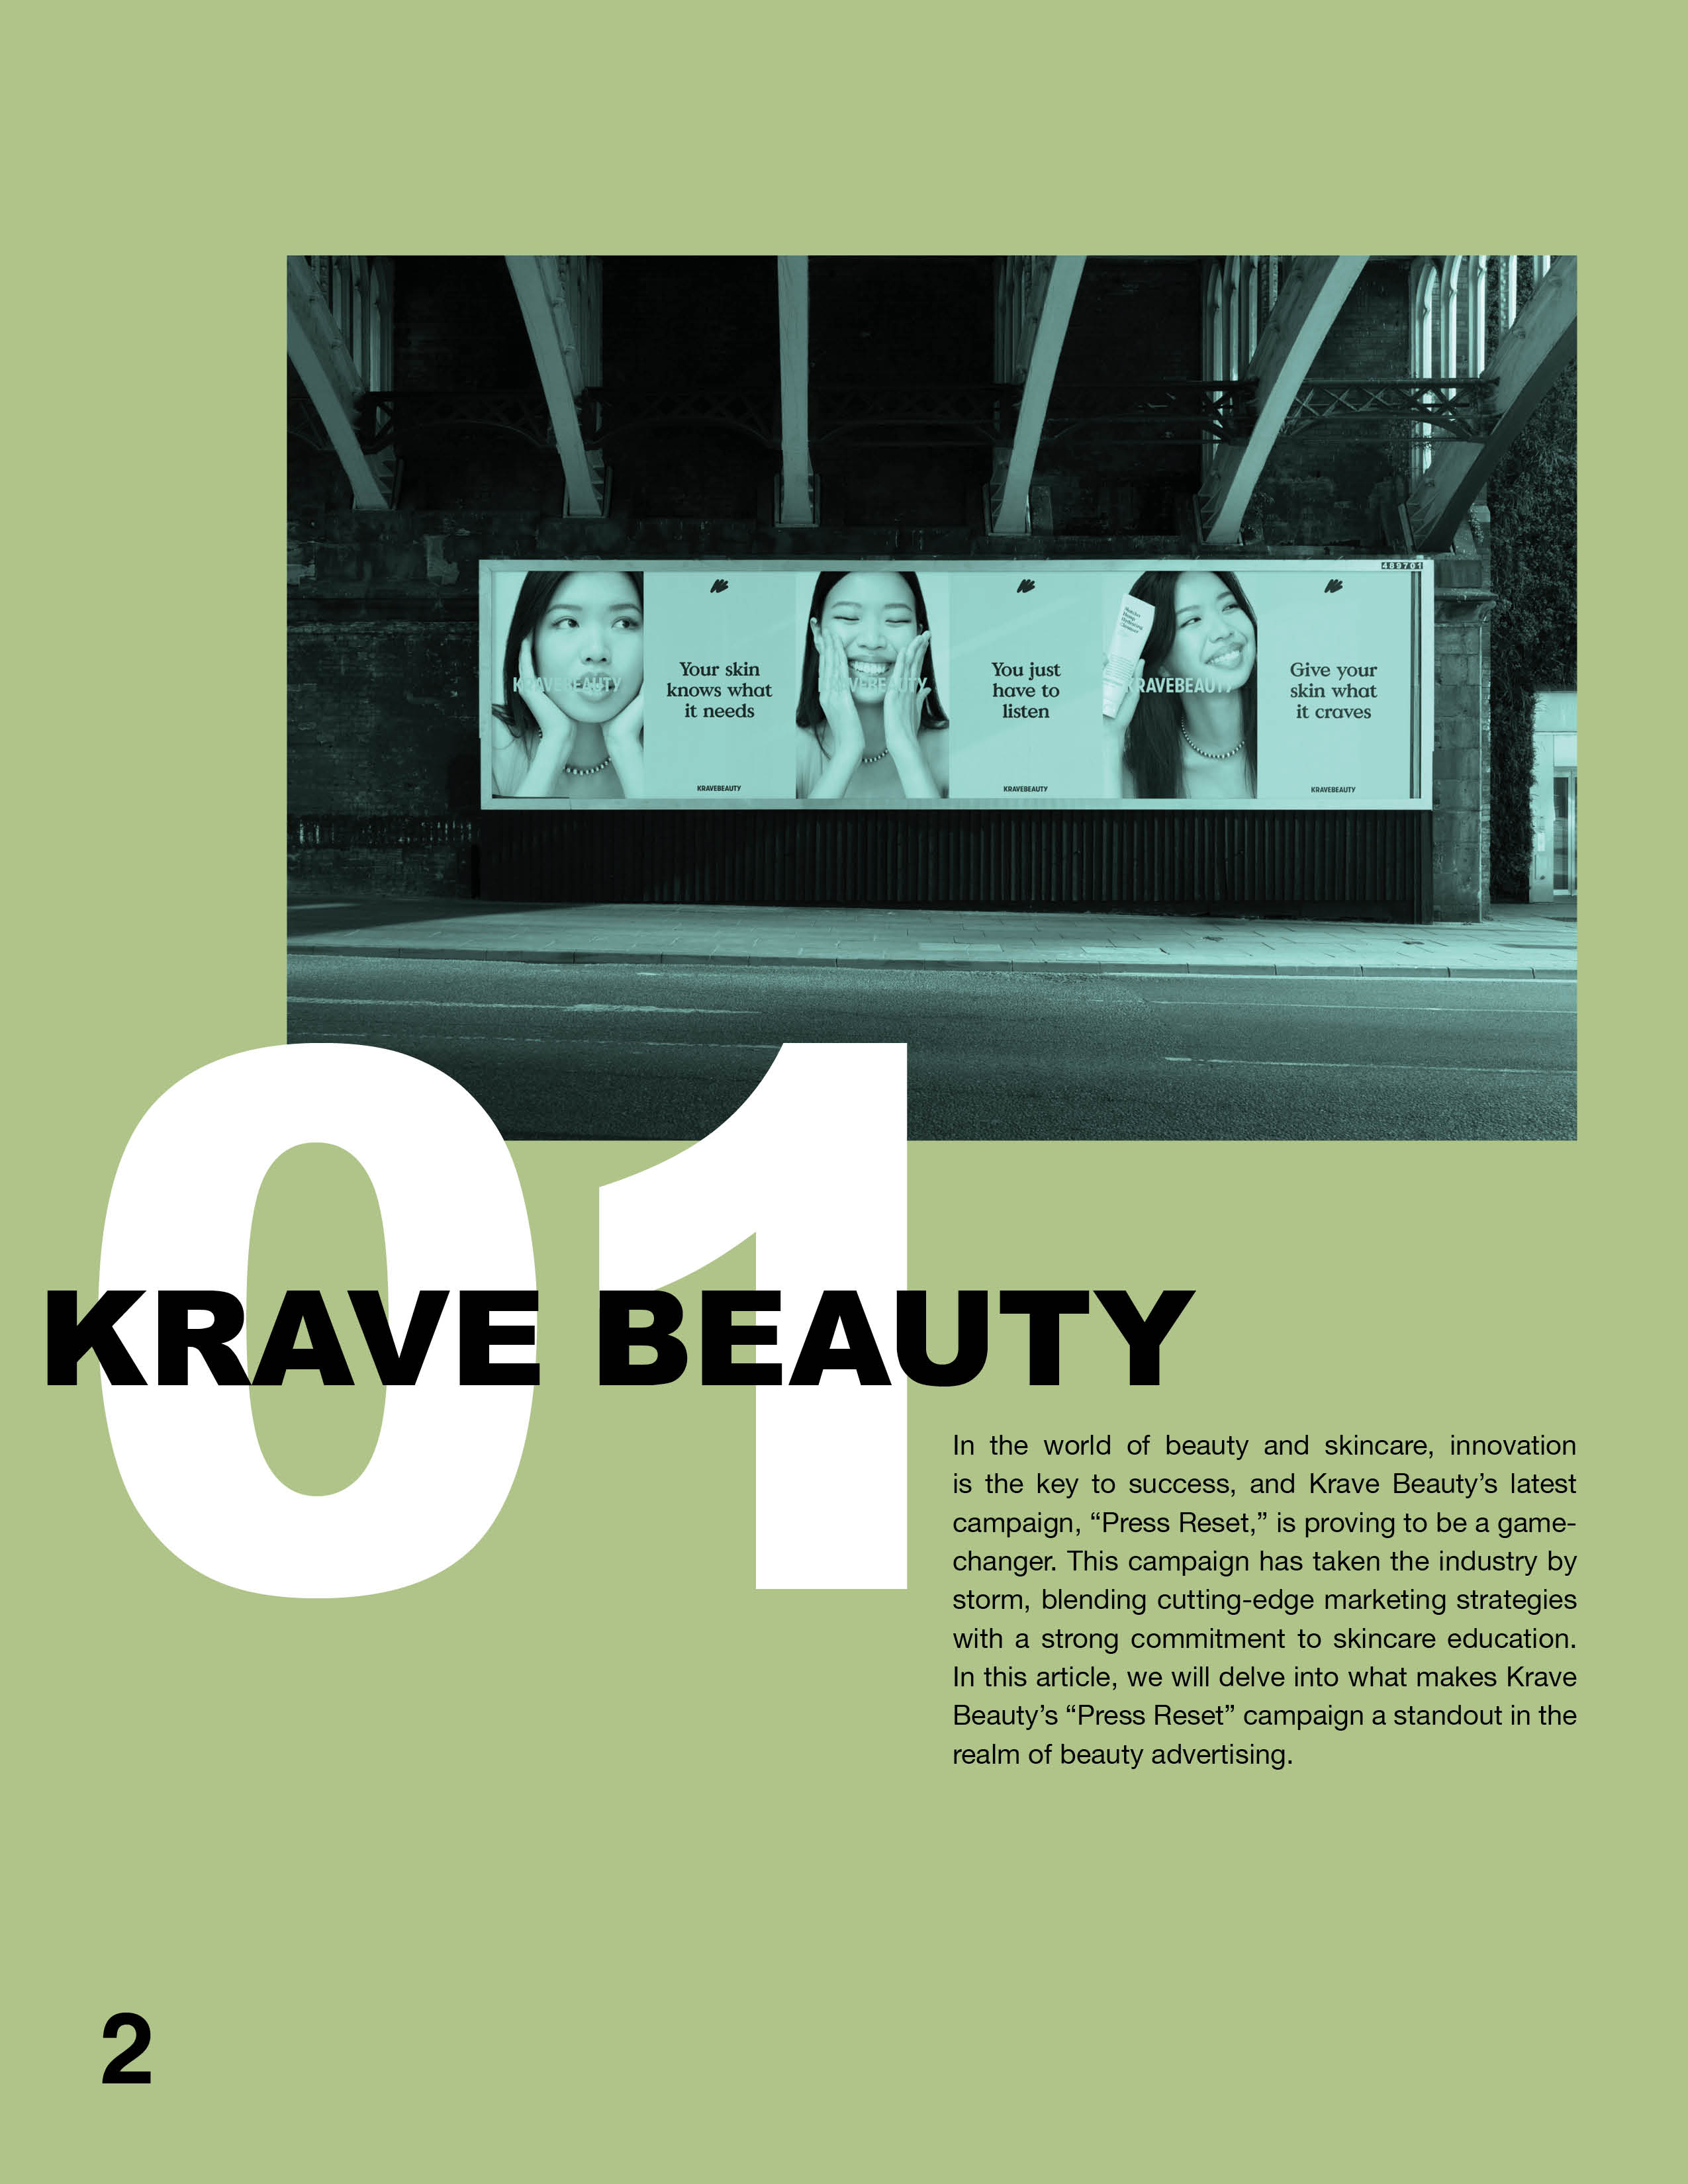 489701
KRAVEBEAUTY
Your skin
knows what
it needs
KRAVEBEAUTY
KRAVEBEAUTY
You just
have to
listen
KRAVEBEAUTY
KRAVEBEAUTY
Give your
skin what
it craves
KRAVEBEAUTY
01
KRAVE BEAUTY
In the world of beauty and skincare, innovation
is the key to success, and Krave Beauty’s latest
campaign, “Press Reset,” is proving to be a game-
changer. This campaign has taken the industry by
storm, blending cutting-edge marketing strategies
with a strong commitment to skincare education.
In this article, we will delve into what makes Krave
Beauty’s “Press Reset” campaign a standout in the
realm of beauty advertising.
2